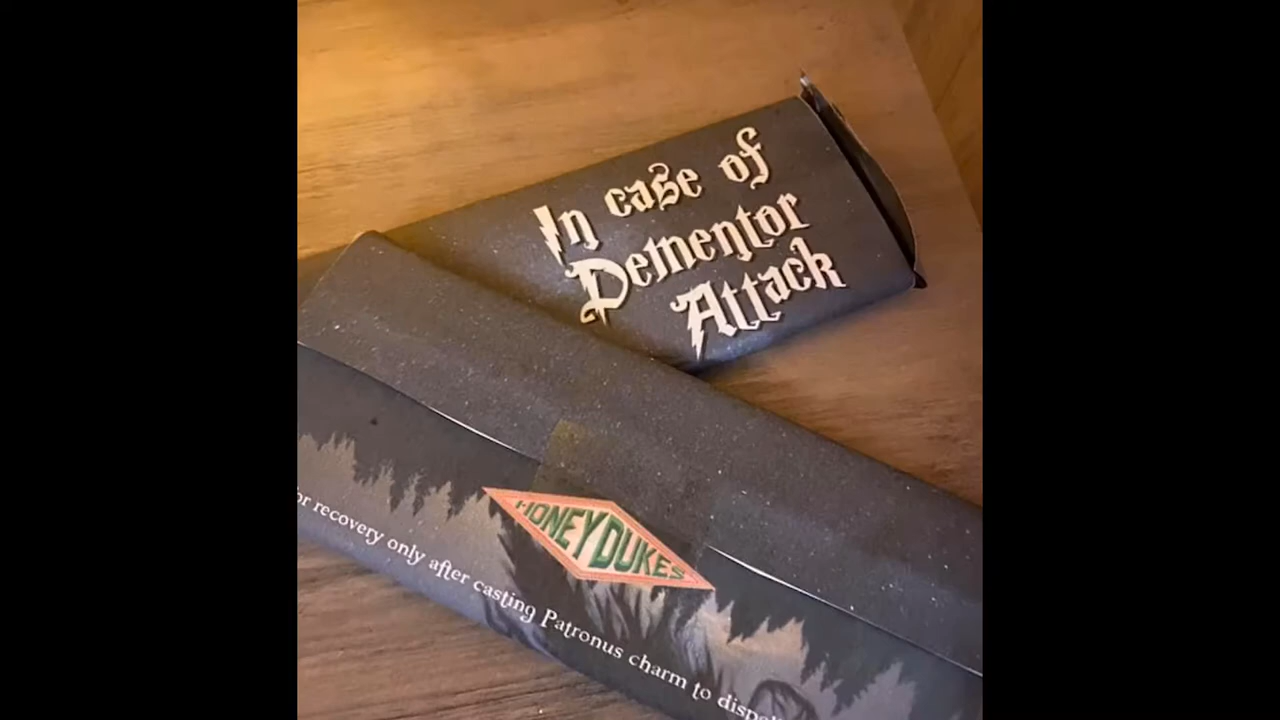 In case of
Dementor
Attack
HONEYDUKES
recovery only after casting Patronus charm to